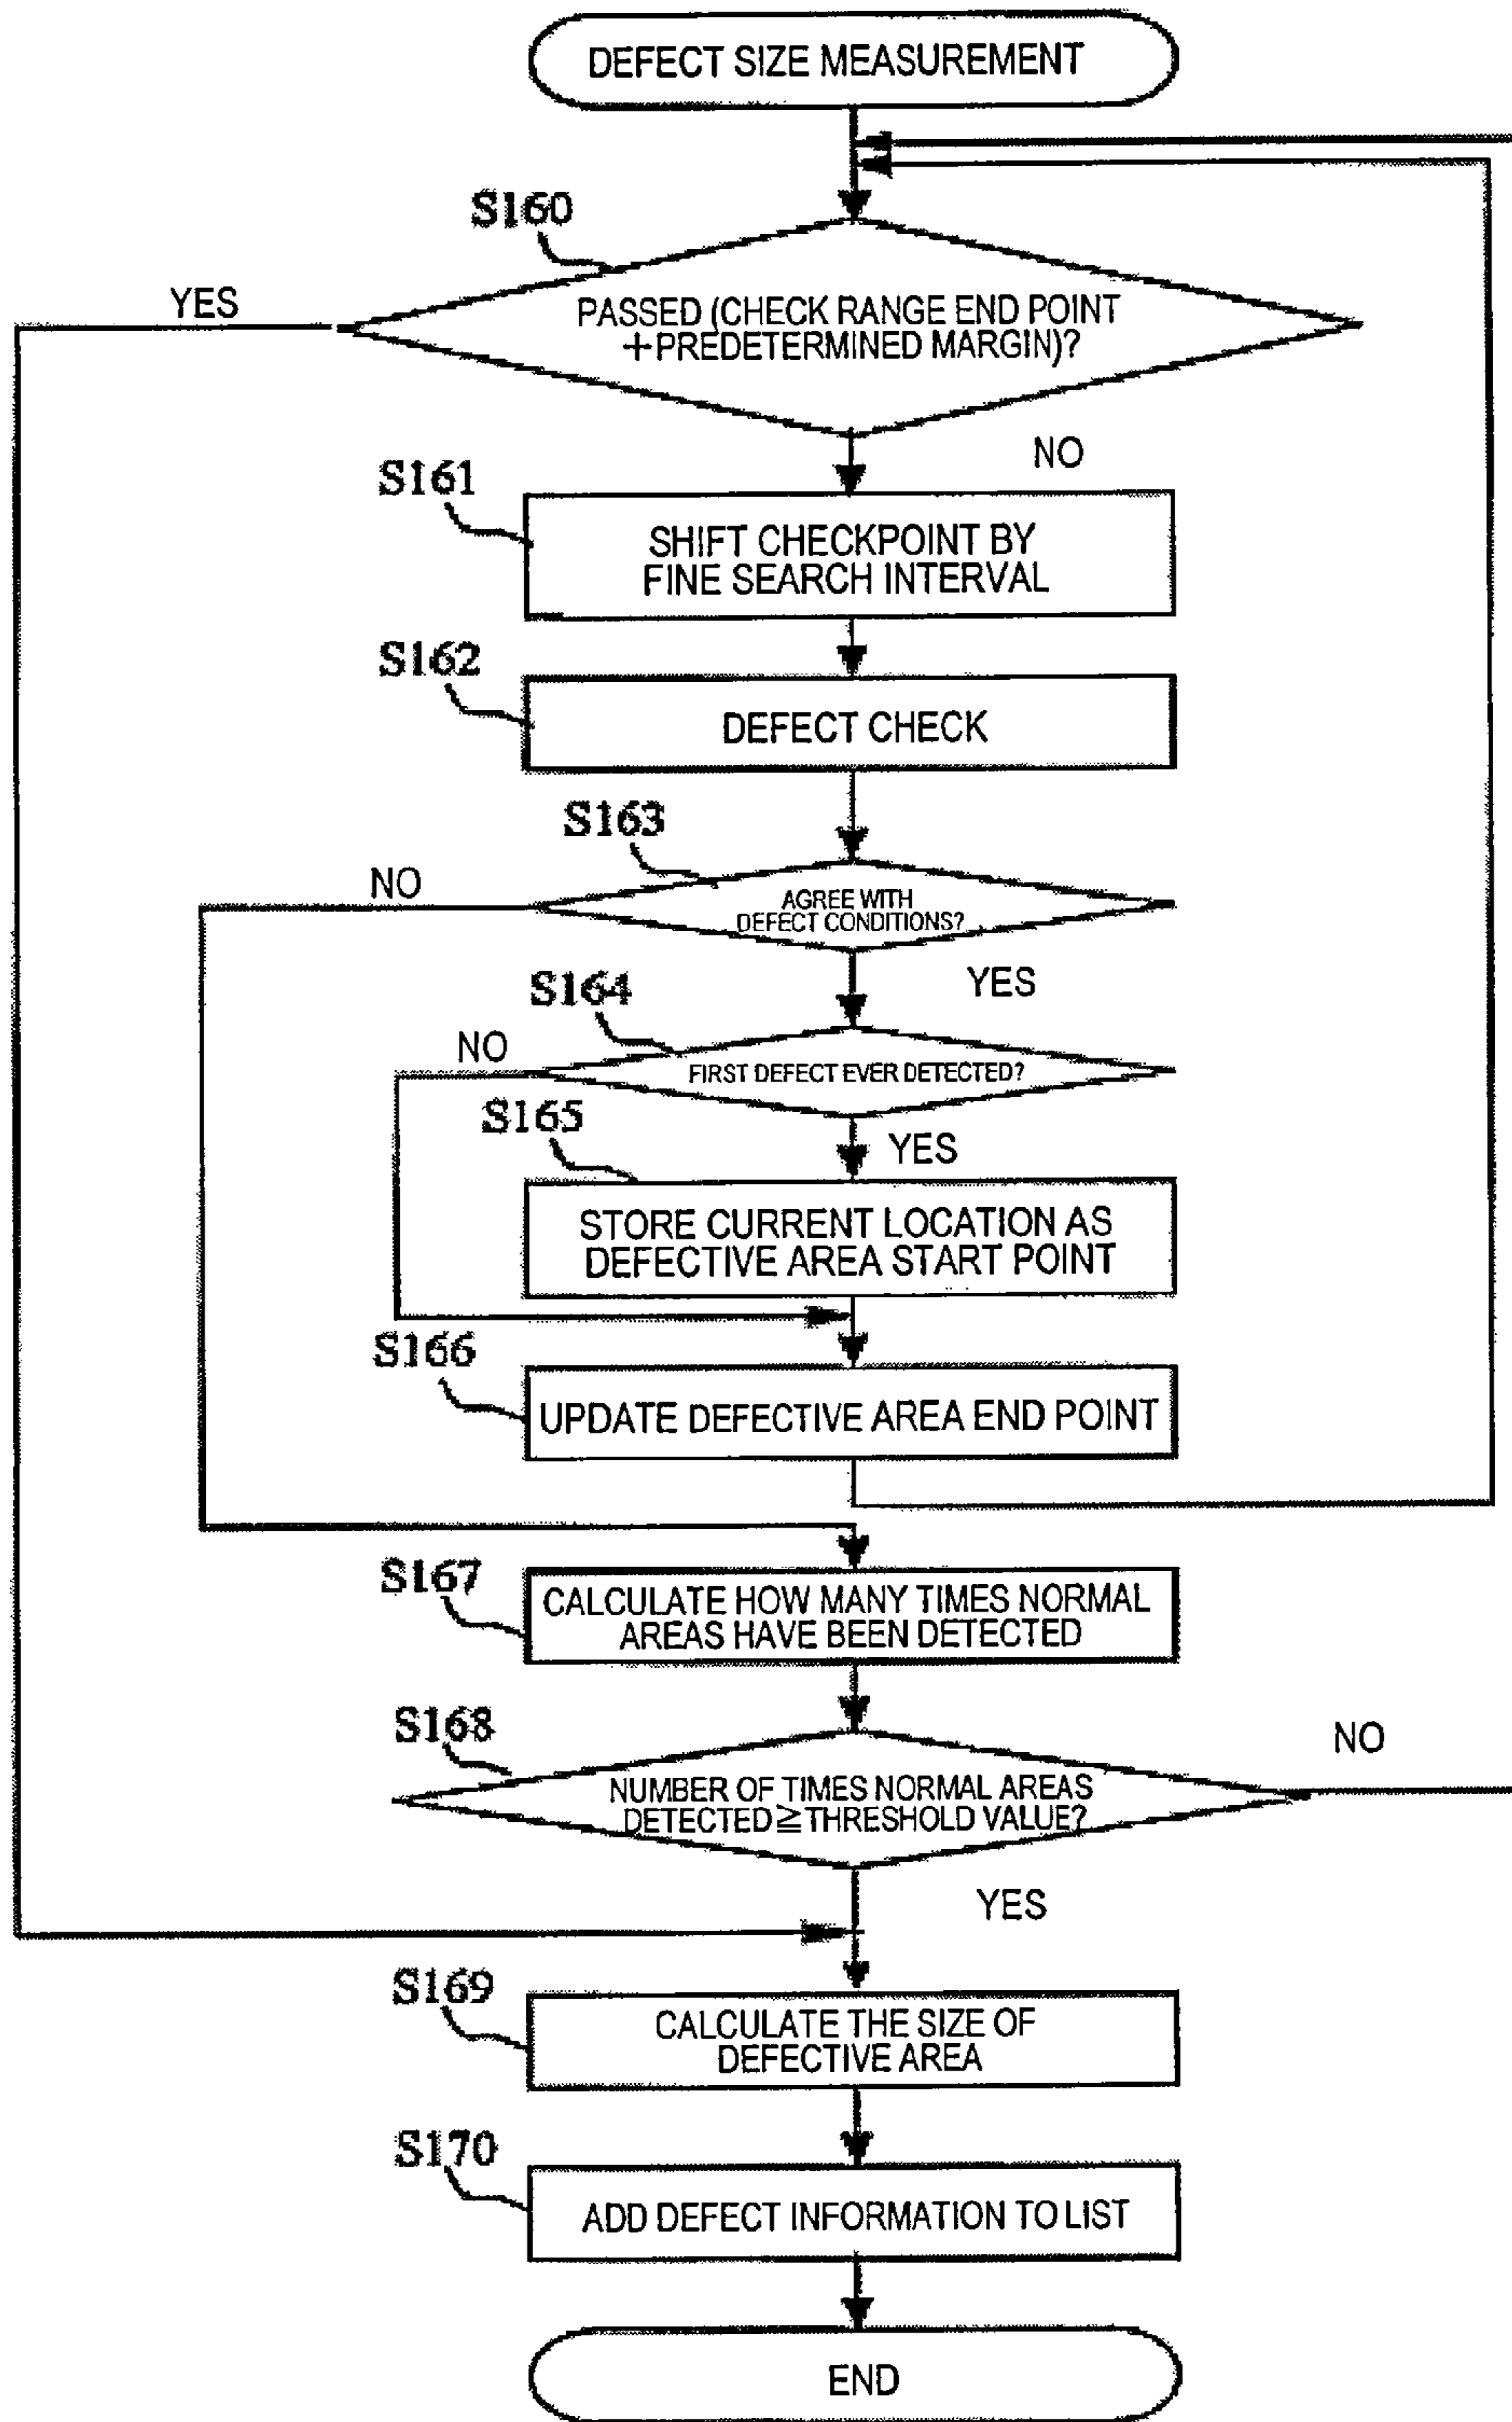 DEFECT SIZE MEASUREMENT
S160
YES
PASSED (CHECK RANGE END POINT
+PREDETERMINED MARGIN)?
NO
S161
SHIFT CHECKPOINT BY
FINE SEARCH INTERVAL
S162
DEFECT CHECK
S163
NO
AGREE WITH
DEFECT CONDITIONS?
YES
S164
NO
FIRST DEFECT EVER DETECTED?
S165
YES
STORE CURRENT LOCATION AS
DEFECTIVE AREA START POINT
S166
UPDATE DEFECTIVE AREA END POINT
S167
CALCULATE HOW MANY TIMES NORMAL
AREAS HAVE BEEN DETECTED
S168
NO
NUMBER OF TIMES NORMAL AREAS
DETECTED≧THRESHOLD VALUE?
YES
S169
CALCULATE THE SIZE OF
DEFECTIVE AREA
S170
ADD DEFECT INFORMATION TO LIST
END